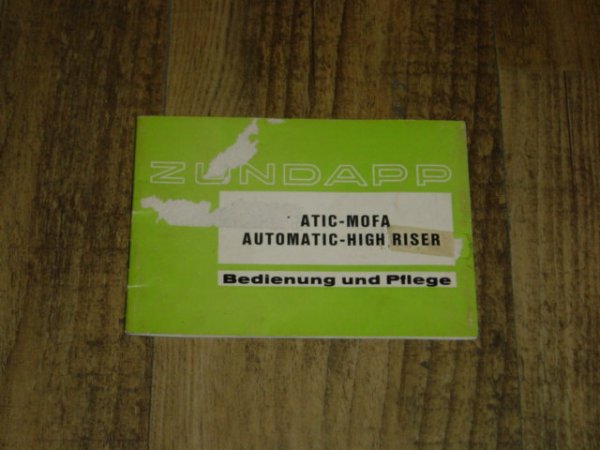 ZUNDAPP
ATIC-MOFA
AUTOMATIC-HIGH RISER
Bedienung und Pflege